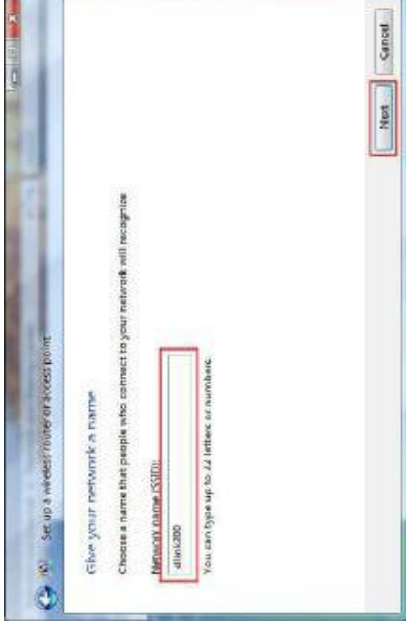 Set up a wireless router or access point
Give your network a name
Choose a name that people who connect to your network will recognize
Network name (SSID):
dlink200
You can type up to 32 letters or numbers.
Next
Cancel